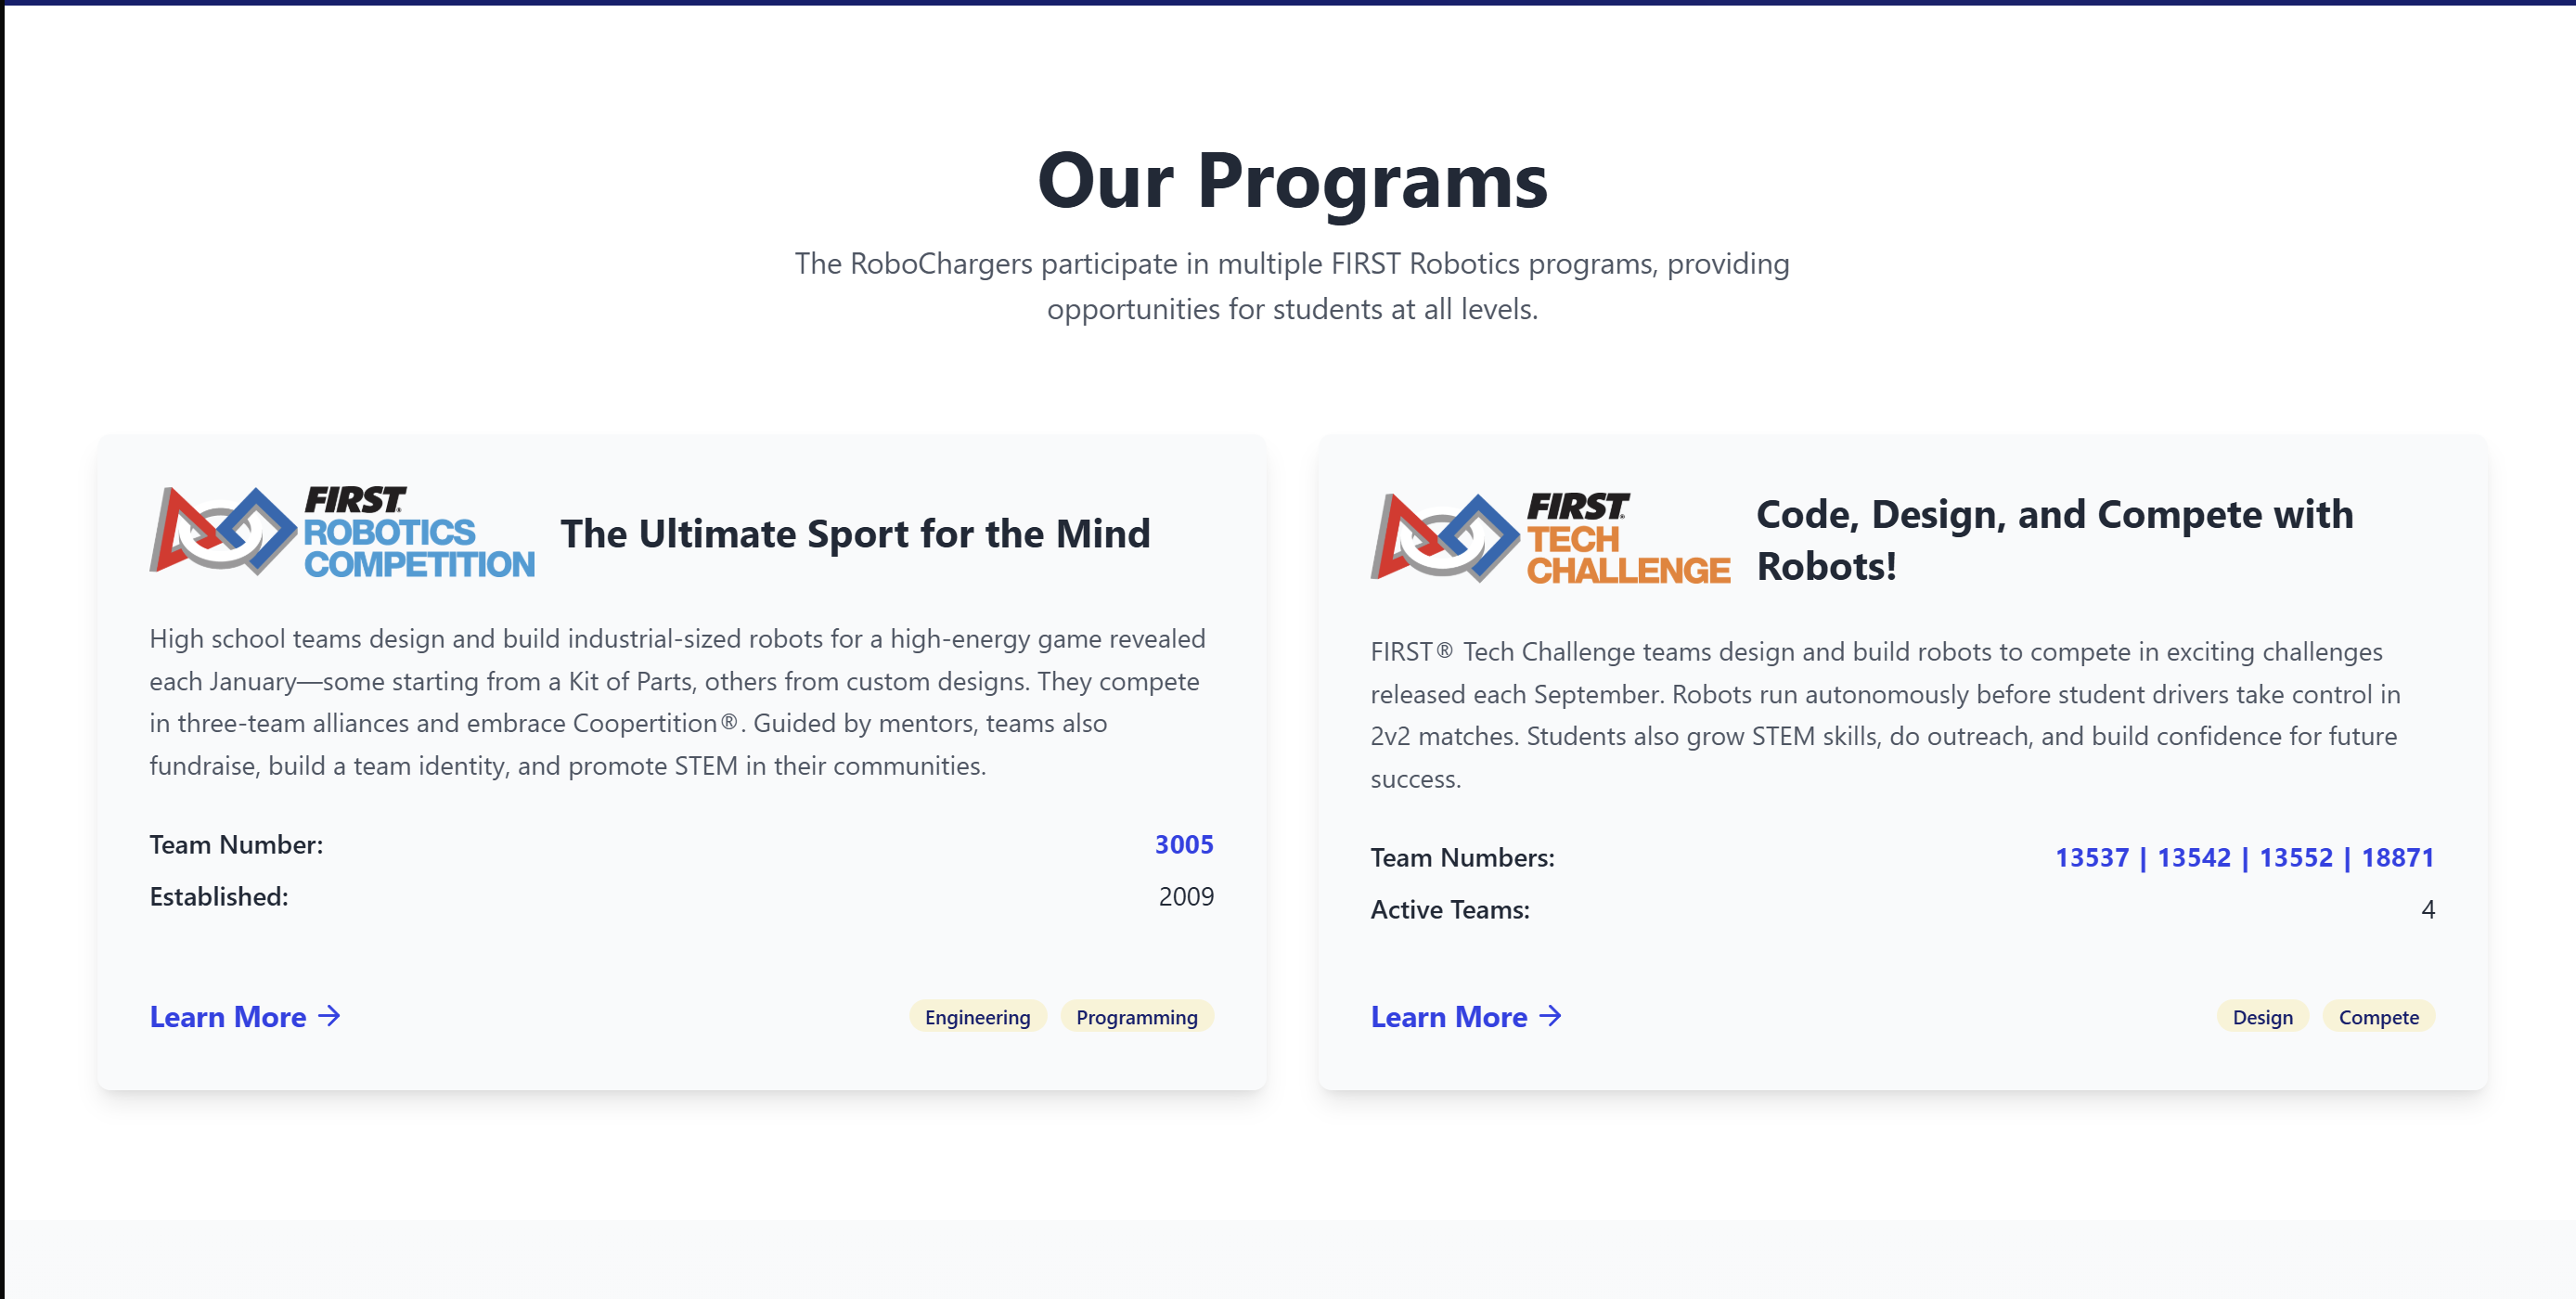 Our Programs
The RoboChargers participate in multiple FIRST Robotics programs, providing
opportunities for students at all levels.
FIRST®
ROBOTICS
COMPETITION
The Ultimate Sport for the Mind
High school teams design and build industrial-sized robots for a high-energy game revealed
each January—some starting from a Kit of Parts, others from custom designs. They compete
in three-team alliances and embrace Coopertition®. Guided by mentors, teams also
fundraise, build a team identity, and promote STEM in their communities.
Team Number: 3005
Established: 2009
Learn More →
Engineering Programming
FIRST®
TECH
CHALLENGE
Code, Design, and Compete with
Robots!
FIRST® Tech Challenge teams design and build robots to compete in exciting challenges
released each September. Robots run autonomously before student drivers take control in
2v2 matches. Students also grow STEM skills, do outreach, and build confidence for future
success.
Team Numbers: 13537 | 13542 | 13552 | 18871
Active Teams: 4
Learn More →
Design Compete